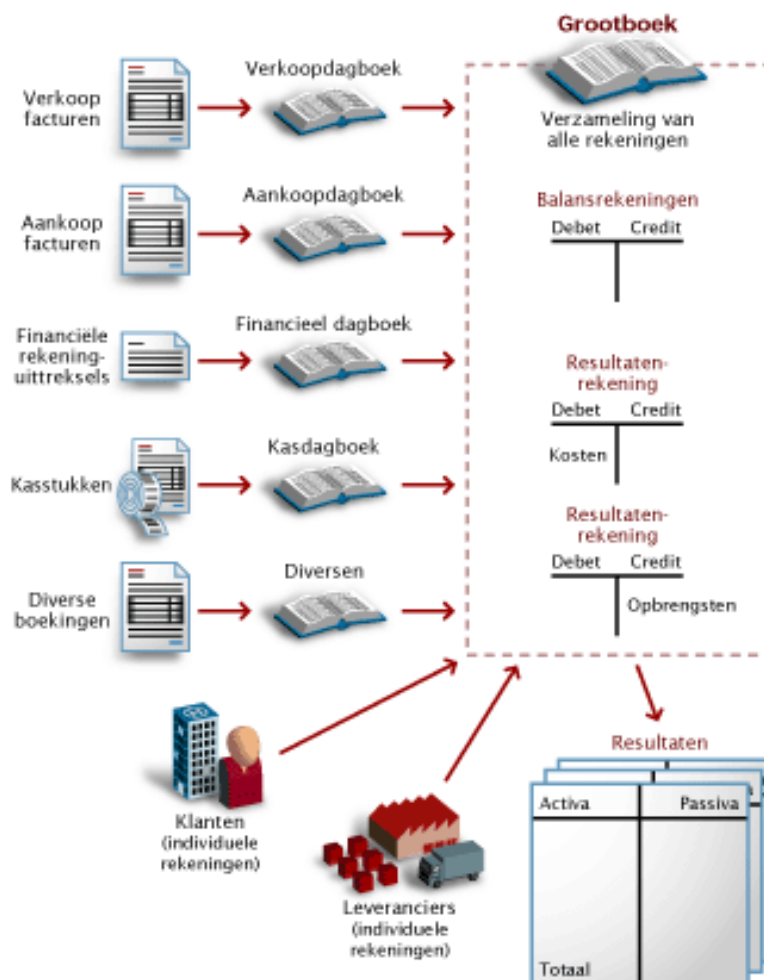 Grootboek
Verzameling van
alle rekeningen
Verkoop
facturen
Verkoopdagboek
Aankoop
facturen
Aankoopdagboek
Balansrekeningen
Debet Credit
Financiële
rekening-
uittreksels
Financieel dagboek
Resultaten-
rekening
Debet Credit
Kosten
Kasstukken
Kasdagboek
Resultaten-
rekening
Debet Credit
Opbrengsten
Diverse
boekingen
Diversen
Klanten
(individuele
rekeningen)
Leveranciers
(individuele
rekeningen)
Resultaten
Activa Passiva
Totaal